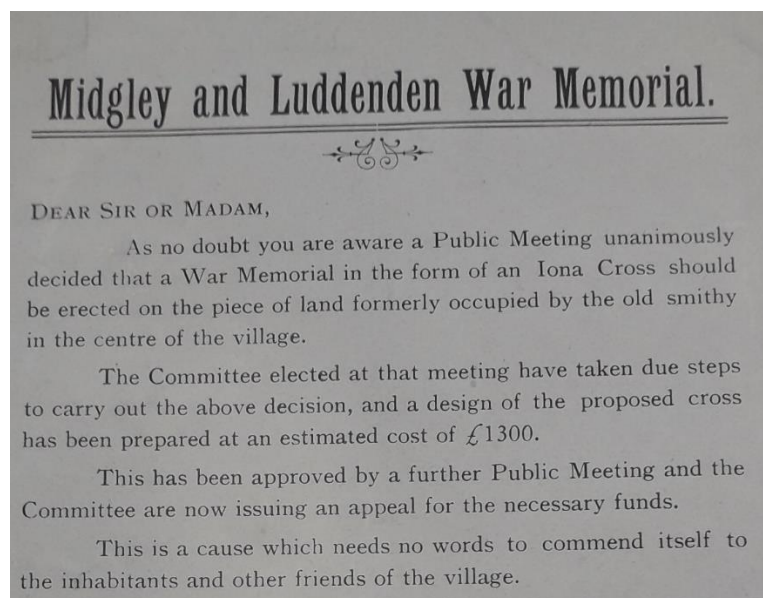 Midgley and Luddenden War Memorial.
DEAR SIR OR MADAM,
As no doubt you are aware a Public Meeting unanimously
decided that a War Memorial in the form of an Iona Cross should
be erected on the piece of land formerly occupied by the old smithy
in the centre of the village.
The Committee elected at that meeting have taken due steps
to carry out the above decision, and a design of the proposed cross
has been prepared at an estimated cost of £1300.
This has been approved by a further Public Meeting and the
Committee are now issuing an appeal for the necessary funds.
This is a cause which needs no words to commend itself to
the inhabitants and other friends of the village.